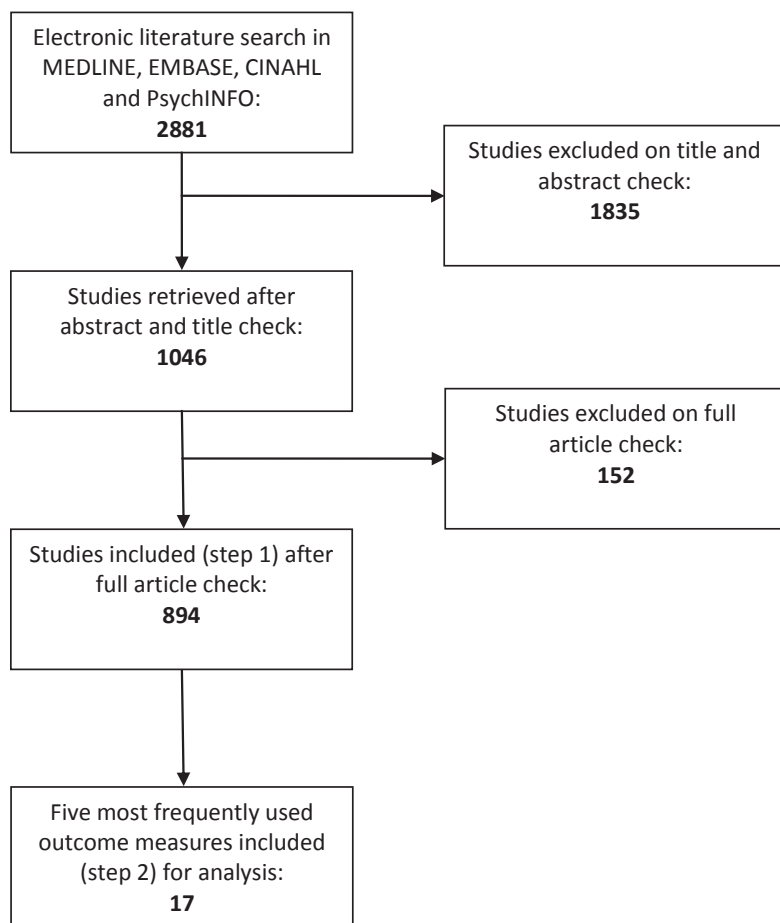 Electronic literature search in
MEDLINE, EMBASE, CINAHL
and PsychINFO:
2881
Studies excluded on title and
abstract check:
1835
Studies retrieved after
abstract and title check:
1046
Studies excluded on full
article check:
152
Studies included (step 1) after
full article check:
894
Five most frequently used
outcome measures included
(step 2) for analysis:
17